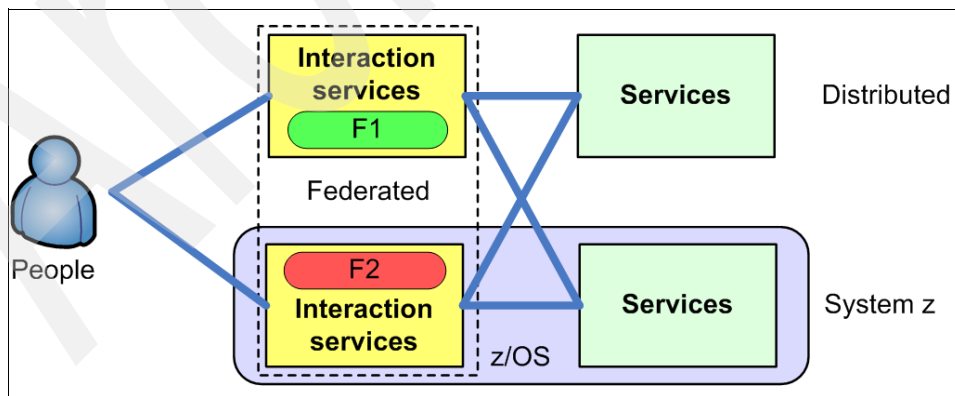 Interaction
services
F1
Services
Distributed
Federated
People
F2
Interaction
services
Services
System z
z/OS